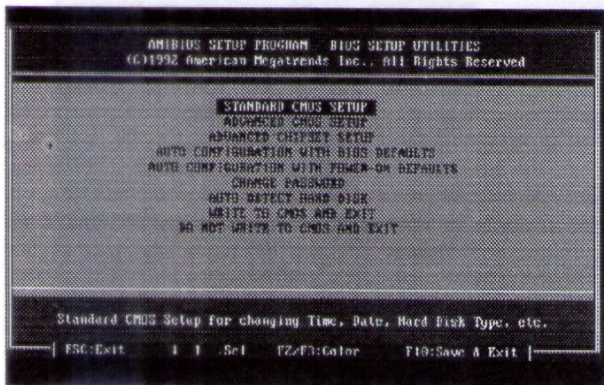 AMIBIOS SETUP PROGRAM - BIOS SETUP UTILITIES
(C)1992 American Megatrends Inc., All Rights Reserved
STANDARD CMOS SETUP
ADVANCED CMOS SETUP
ADVANCED CHIPSET SETUP
AUTO CONFIGURATION WITH BIOS DEFAULTS
AUTO CONFIGURATION WITH POWER-ON DEFAULTS
CHANGE PASSWORD
AUTO DETECT HARD DISK
WRITE TO CMOS AND EXIT
DO NOT WRITE TO CMOS AND EXIT
Standard CMOS Setup for changing Time, Date, Hard Disk Type, etc.
ESC:Exit ↓ ↑ :Sel F2/F3:Color F10:Save & Exit